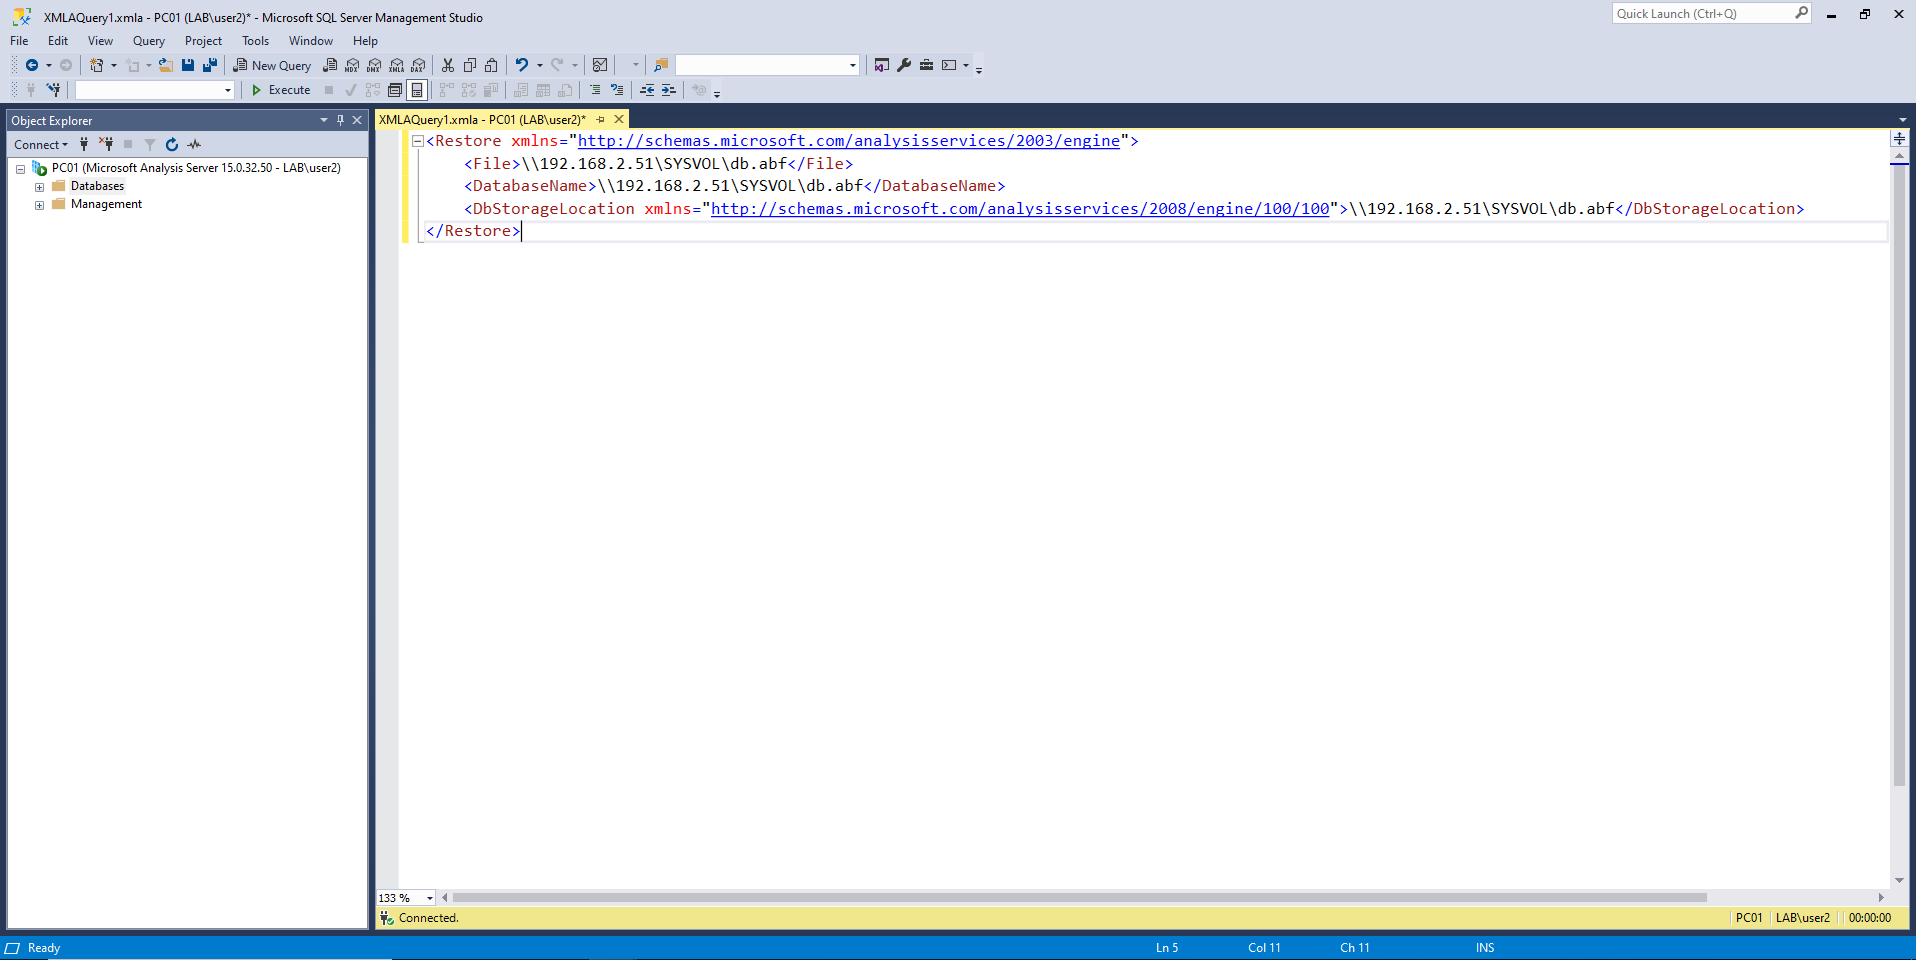 XMLAQuery1.xmla - PC01 (LAB\user2)* - Microsoft SQL Server Management Studio
Quick Launch (Ctrl+Q)
File Edit View Query Project Tools Window Help
New Query MDX DMX XMLA DAX
Execute
Object Explorer
XMLAQuery1.xmla - PC01 (LAB\user2)*
Connect
PC01 (Microsoft Analysis Server 15.0.32.50 - LAB\user2)
Databases
Management
<Restore xmlns="http://schemas.microsoft.com/analysisservices/2003/engine">
<File>\\192.168.2.51\SYSVOL\db.abf</File>
<DatabaseName>\\192.168.2.51\SYSVOL\db.abf</DatabaseName>
<DbStorageLocation xmlns="http://schemas.microsoft.com/analysisservices/2008/engine/100/100">\\192.168.2.51\SYSVOL\db.abf</DbStorageLocation>
</Restore>
133 %
Connected.
PC01 LAB\user2 00:00:00
Ready
Ln 5 Col 11 Ch 11 INS